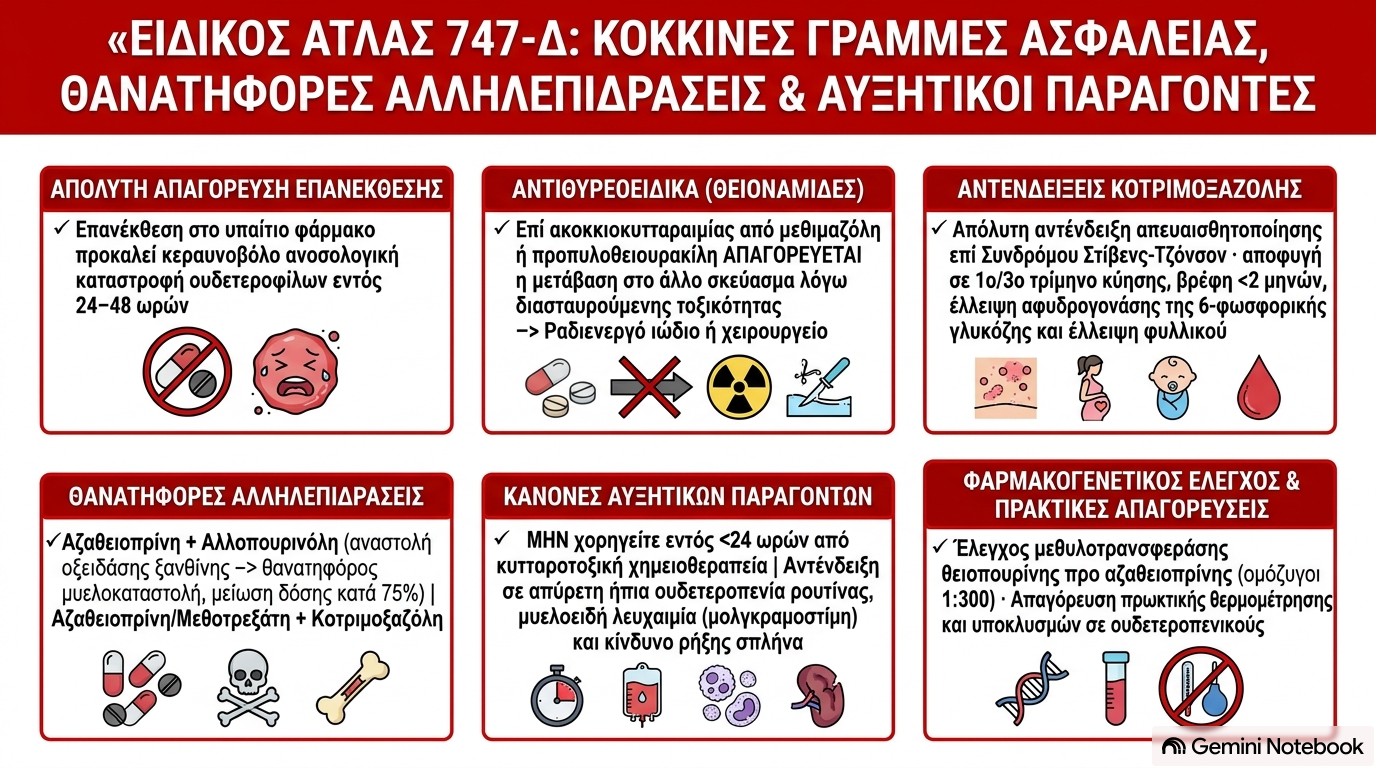 «ΕΙΔΙΚΟΣ ΑΤΛΑΣ 747-Δ: ΚΟΚΚΙΝΕΣ ΓΡΑΜΜΕΣ ΑΣΦΑΛΕΙΑΣ,
ΘΑΝΑΤΗΦΟΡΕΣ ΑΛΛΗΛΕΠΙΔΡΑΣΕΙΣ & ΑΥΞΗΤΙΚΟΙ ΠΑΡΑΓΟΝΤΕΣ
ΑΠΟΛΥΤΗ ΑΠΑΓΟΡΕΥΣΗ ΕΠΑΝΕΚΘΕΣΗΣ
✓ Επανέκθεση στο υπαίτιο φάρμακο
προκαλεί κεραυνοβόλο ανοσολογική
καταστροφή ουδετεροφίλων εντός
24–48 ωρών
ΑΝΤΙΘΥΡΕΟΕΙΔΙΚΑ (ΘΕΙΟΝΑΜΙΔΕΣ)
✓ Επί ακοκκιοκυτταραιμίας από μεθιμαζόλη
ή προπυλοθειουρακίλη ΑΠΑΓΟΡΕΥΕΤΑΙ
η μετάβαση στο άλλο σκεύασμα λόγω
διασταυρούμενης τοξικότητας
–> Ραδιενεργό ιώδιο ή χειρουργείο
ΑΝΤΕΝΔΕΙΞΕΙΣ ΚΟΤΡΙΜΟΞΑΖΟΛΗΣ
✓ Απόλυτη αντένδειξη απευαισθητοποίησης
επί Συνδρόμου Στίβενς-Τζόνσον · αποφυγή
σε 1ο/3ο τρίμηνο κύησης, βρέφη <2 μηνών,
έλλειψη αφυδρογονάσης της 6-φωσφορικής
γλυκόζης και έλλειψη φυλλικού
ΘΑΝΑΤΗΦΟΡΕΣ ΑΛΛΗΛΕΠΙΔΡΑΣΕΙΣ
✓Αζαθειοπρίνη + Αλλοπουρινόλη (αναστολή
οξειδάσης ξανθίνης –> θανατηφόρος
μυελοκαταστολή, μείωση δόσης κατά 75%) |
Αζαθειοπρίνη/Μεθοτρεξάτη + Κοτριμοξαζόλη
ΚΑΝΟΝΕΣ ΑΥΞΗΤΙΚΩΝ ΠΑΡΑΓΟΝΤΩΝ
✓ ΜΗΝ χορηγείτε εντός <24 ωρών από
κυτταροτοξική χημειοθεραπεία | Αντένδειξη
σε απύρετη ήπια ουδετεροπενία ρουτίνας,
μυελοειδή λευχαιμία (μολγκραμοστίμη)
και κίνδυνο ρήξης σπλήνα
ΦΑΡΜΑΚΟΓΕΝΕΤΙΚΟΣ ΕΛΕΓΧΟΣ &
ΠΡΑΚΤΙΚΕΣ ΑΠΑΓΟΡΕΥΣΕΙΣ
✓ Έλεγχος μεθυλοτρανσφεράσης
θειοπουρίνης προ αζαθειοπρίνης (ομόζυγοι
1:300) · Απαγόρευση πρωκτικής θερμομέτρησης
και υποκλυσμών σε ουδετεροπενικούς
Gemini Notebook